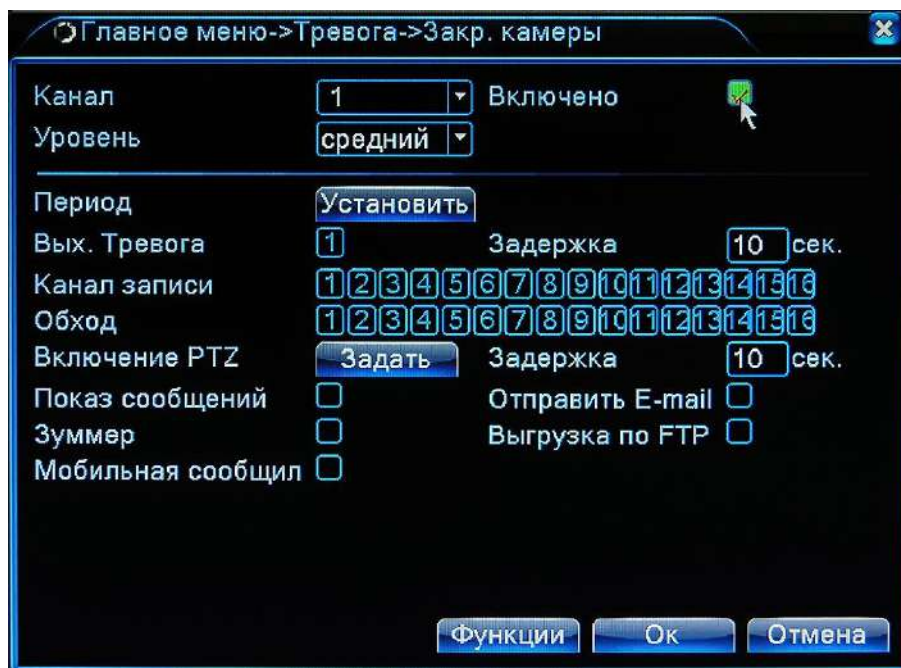 Главное меню->Тревога->Закр. камеры
Канал 1 Включено
Уровень средний
Период Установить
Вых. Тревога 1 Задержка 10 сек.
Канал записи 1 2 3 4 5 6 7 8 9 10 11 12 13 14 15 16
Обход 1 2 3 4 5 6 7 8 9 10 11 12 13 14 15 16
Включение PTZ Задать Задержка 10 сек.
Показ сообщений Отправить E-mail
Зуммер Выгрузка по FTP
Мобильная сообщил
Функции Ок Отмена